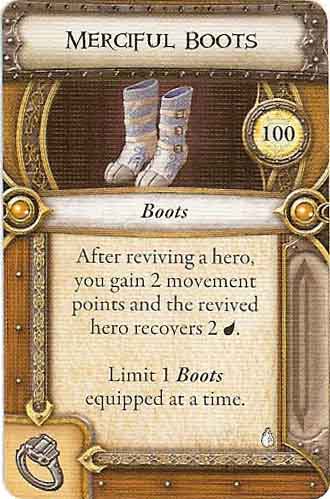 MERCIFUL BOOTS
100
Boots
After reviving a hero,
you gain 2 movement
points and the revived
hero recovers 2.
Limit 1 Boots
equipped at a time.